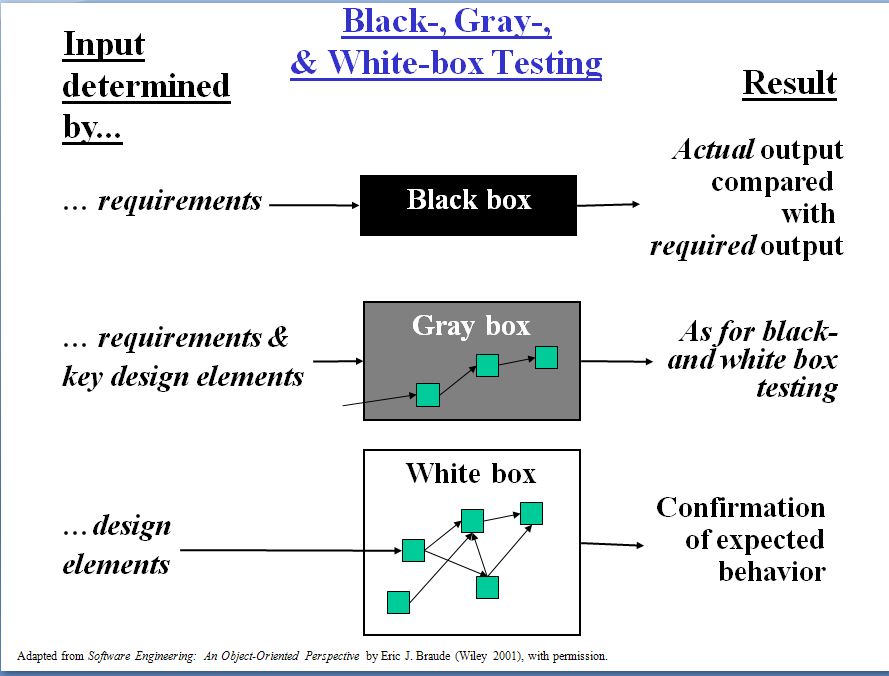 Black-, Gray-,
& White-box Testing
Input
determined
by...
Result
… requirements
Black box
Actual output
compared
with
required output
… requirements &
key design elements
Gray box
As for black-
and white box
testing
…design
elements
White box
Confirmation
of expected
behavior
Adapted from Software Engineering: An Object-Oriented Perspective by Eric J. Braude (Wiley 2001), with permission.